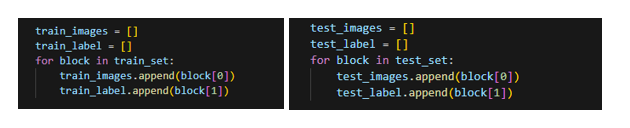 train_images = []
train_label = []
for block in train_set:
    train_images.append(block[0])
    train_label.append(block[1])
test_images = []
test_label = []
for block in test_set:
    test_images.append(block[0])
    test_label.append(block[1])